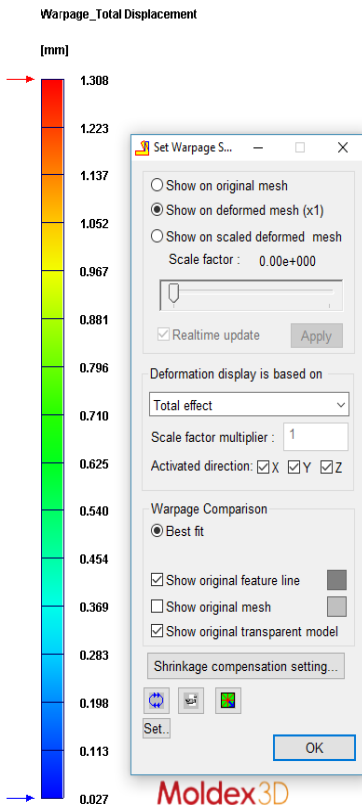 Warpage_Total Displacement
[mm]
1.308
1.223
1.137
1.052
0.967
0.881
0.796
0.710
0.625
0.540
0.454
0.369
0.283
0.198
0.113
0.027
Set Warpage S...
Show on original mesh
Show on deformed mesh (x1)
Show on scaled deformed mesh
Scale factor : 0.00e+000
Realtime update Apply
Deformation display is based on
Total effect
Scale factor multiplier : 1
Activated direction: X Y Z
Warpage Comparison
Best fit
Show original feature line
Show original mesh
Show original transparent model
Shrinkage compensation setting...
Set..
OK
Moldex3D